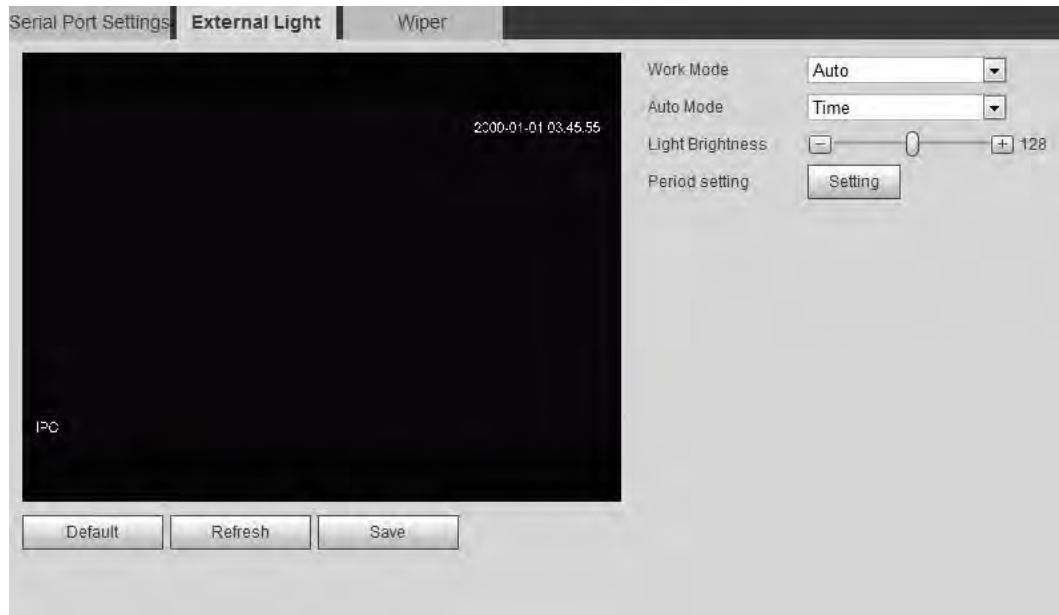 Serial Port Settings External Light Wiper
2000-01-01 03:45:55
IPC
Work Mode Auto
Auto Mode Time
Light Brightness - + 128
Period setting Setting
Default Refresh Save